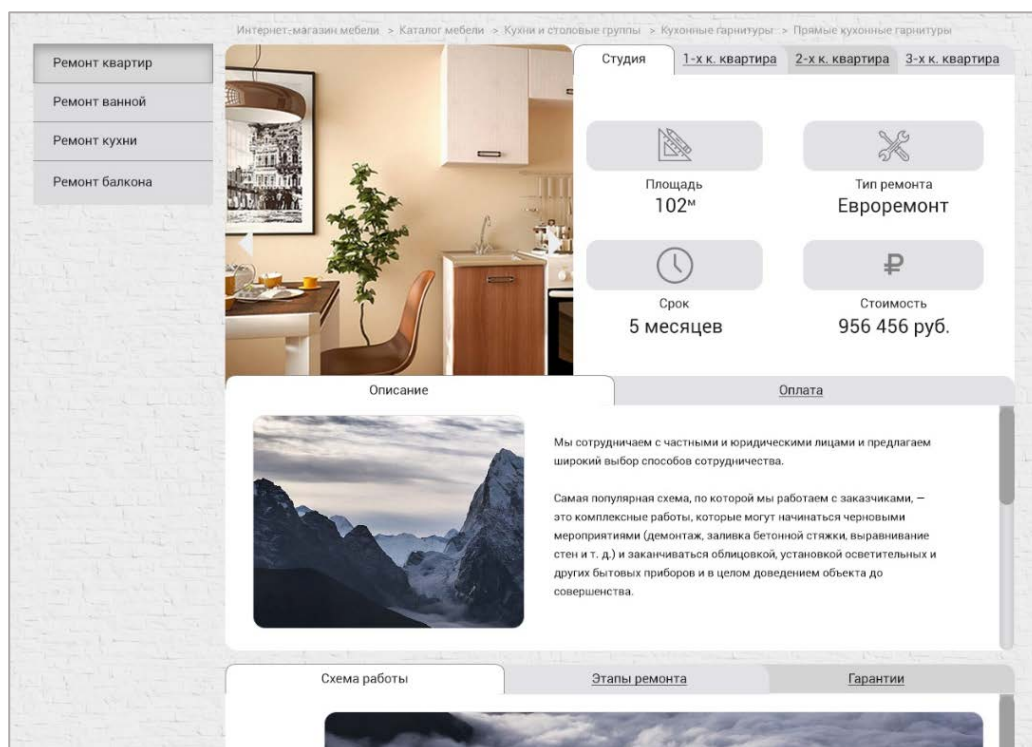 Интернет-магазин мебели > Каталог мебели > Кухни и столовые группы > Кухонные гарнитуры > Прямые кухонные гарнитуры
Ремонт квартир
Ремонт ванной
Ремонт кухни
Ремонт балкона
Студия 1-х к. квартира 2-х к. квартира 3-х к. квартира
Площадь
102м
Тип ремонта
Евроремонт
Срок
5 месяцев
Стоимость
956 456 руб.
Описание Оплата
Мы сотрудничаем с частными и юридическими лицами и предлагаем
широкий выбор способов сотрудничества.
Самая популярная схема, по которой мы работаем с заказчиками, —
это комплексные работы, которые могут начинаться черновыми
мероприятиями (демонтаж, заливка бетонной стяжки, выравнивание
стен и т. д.) и заканчиваться облицовкой, установкой осветительных и
других бытовых приборов и в целом доведением объекта до
совершенства.
Схема работы Этапы ремонта Гарантии